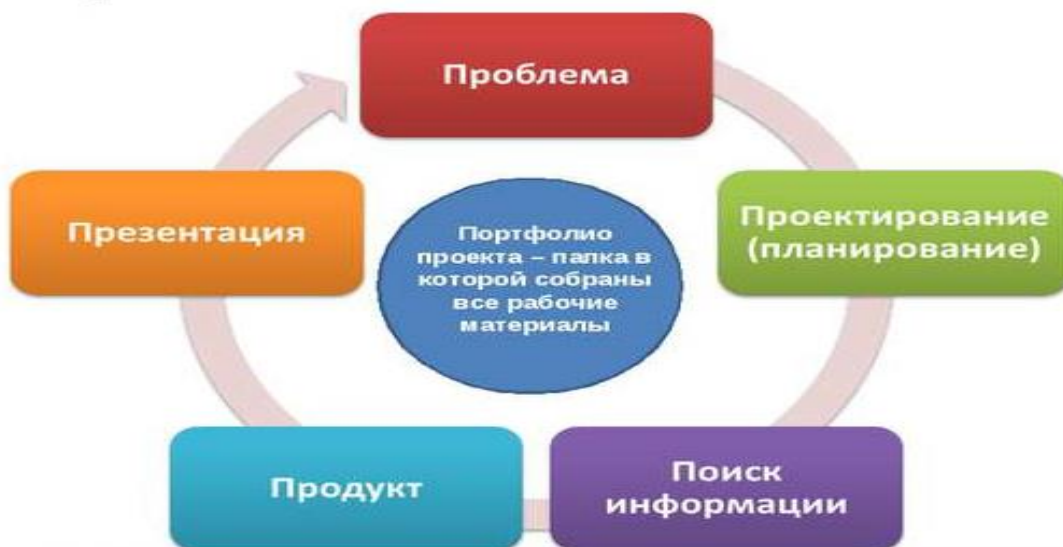 Проблема
Проектирование
(планирование)
Поиск
информации
Продукт
Презентация
Портфолио
проекта – папка в
которой собраны
все рабочие
материалы